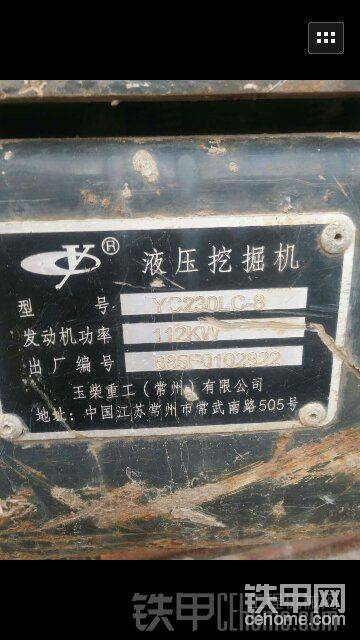 ® 液压挖掘机
型 号 YC230LC-8
发动机功率 112KW
出厂编号
玉柴重工(常州)有限公司
地址:中国江苏常州市常武南路505号
铁甲网
cehome.com